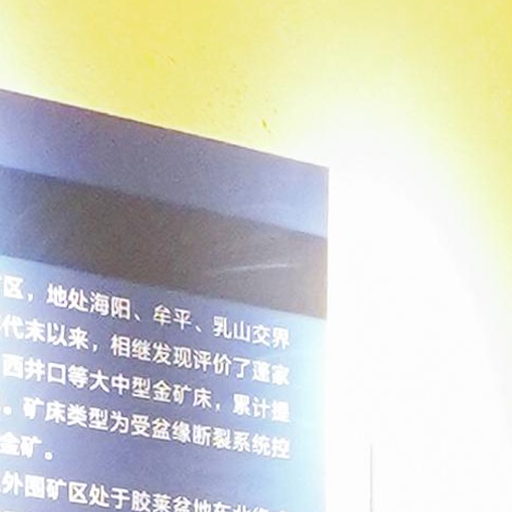 区，地处海阳、牟平、乳山交界
代末以来，相继发现评价了蓬家
西井口等大中型金矿床，累计提
。矿床类型为受盆缘断裂系统控
金矿。
外围矿区处于胶莱盆地东北缘